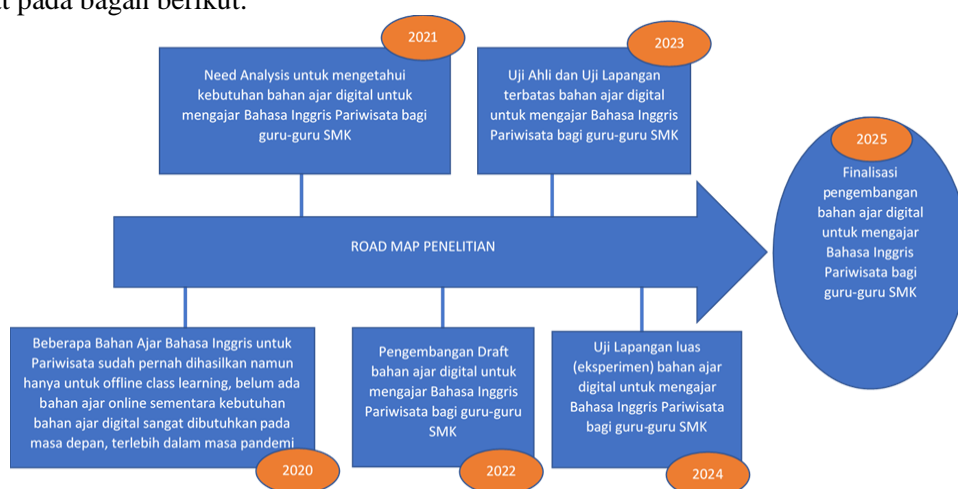 t pada bagan berikut.
2021
Need Analysis untuk mengetahui
kebutuhan bahan ajar digital untuk
mengajar Bahasa Inggris Pariwisata bagi
guru-guru SMK
2023
Uji Ahli dan Uji Lapangan
terbatas bahan ajar digital
untuk mengajar Bahasa Inggris
Pariwisata bagi guru-guru SMK
2025
Finalisasi
pengembangan
bahan ajar digital
untuk mengajar
Bahasa Inggris
Pariwisata bagi
guru-guru SMK
ROAD MAP PENELITIAN
Beberapa Bahan Ajar Bahasa Inggris untuk
Pariwisata sudah pernah dihasilkan namun
hanya untuk offline class learning, belum ada
bahan ajar online sementara kebutuhan
bahan ajar digital sangat dibutuhkan pada
masa depan, terlebih dalam masa pandemi
2020
Pengembangan Draft
bahan ajar digital untuk
mengajar Bahasa Inggris
Pariwisata bagi guru-guru
SMK
2022
Uji Lapangan luas
(eksperimen) bahan ajar
digital untuk mengajar
Bahasa Inggris Pariwisata
bagi guru-guru SMK
2024